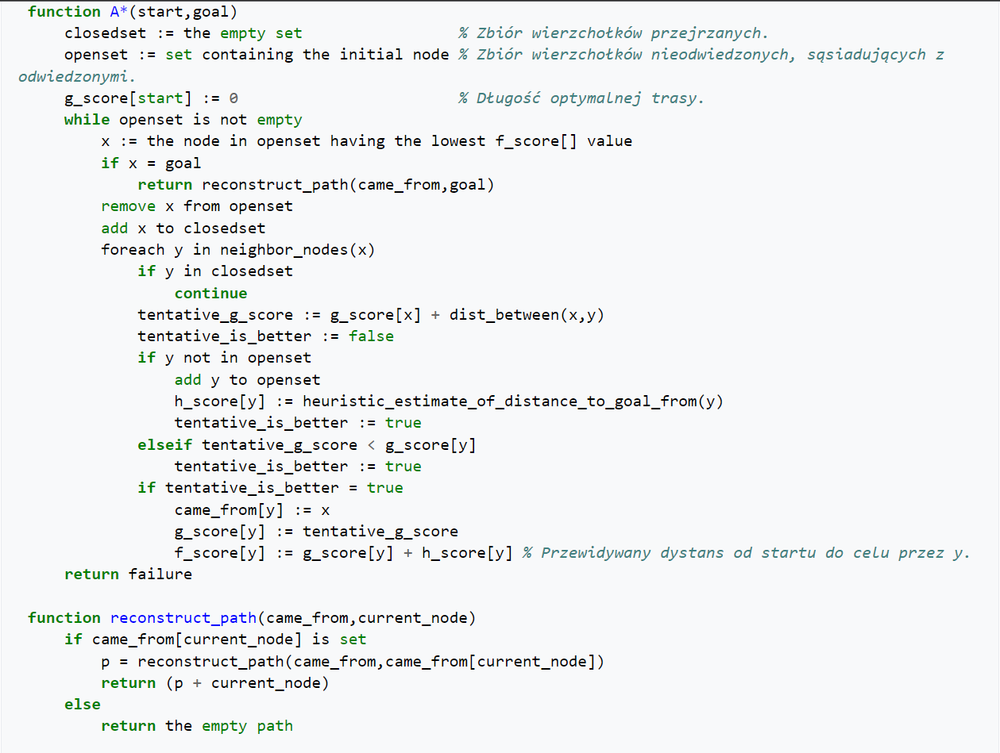 function A*(start,goal)
    closedset := the empty set                 % Zbiór wierzchołków przejrzanych.
    openset := set containing the initial node % Zbiór wierzchołków nieodwiedzonych, sąsiadujących z
odwiedzonymi.
    g_score[start] := 0                        % Długość optymalnej trasy.
    while openset is not empty
        x := the node in openset having the lowest f_score[] value
        if x = goal
            return reconstruct_path(came_from,goal)
        remove x from openset
        add x to closedset
        foreach y in neighbor_nodes(x)
            if y in closedset
                continue
            tentative_g_score := g_score[x] + dist_between(x,y)
            tentative_is_better := false
            if y not in openset
                add y to openset
                h_score[y] := heuristic_estimate_of_distance_to_goal_from(y)
                tentative_is_better := true
            elseif tentative_g_score < g_score[y]
                tentative_is_better := true
            if tentative_is_better = true
                came_from[y] := x
                g_score[y] := tentative_g_score
                f_score[y] := g_score[y] + h_score[y] % Przewidywany dystans od startu do celu przez y.
    return failure

function reconstruct_path(came_from,current_node)
    if came_from[current_node] is set
        p = reconstruct_path(came_from,came_from[current_node])
        return (p + current_node)
    else
        return the empty path